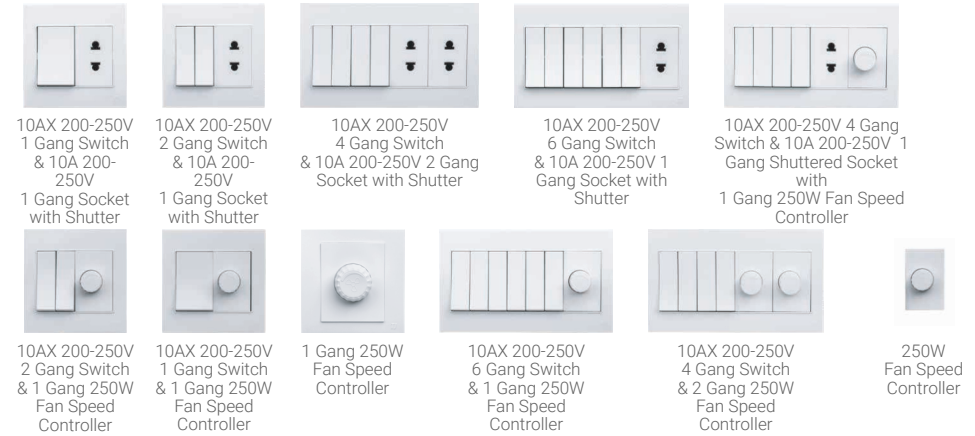 10AX 200-250V
1 Gang Switch
& 10A 200-
250V
1 Gang Socket
with Shutter
10AX 200-250V
2 Gang Switch
& 10A 200-
250V
1 Gang Socket
with Shutter
10AX 200-250V
4 Gang Switch
& 10A 200-250V 2 Gang
Socket with Shutter
10AX 200-250V
6 Gang Switch
& 10A 200-250V 1
Gang Socket with
Shutter
10AX 200-250V 4 Gang
Switch & 10A 200-250V 1
Gang Shuttered Socket
with
1 Gang 250W Fan Speed
Controller
10AX 200-250V
2 Gang Switch
& 1 Gang 250W
Fan Speed
Controller
10AX 200-250V
1 Gang Switch
& 1 Gang 250W
Fan Speed
Controller
1 Gang 250W
Fan Speed
Controller
10AX 200-250V
6 Gang Switch
& 1 Gang 250W
Fan Speed
Controller
10AX 200-250V
4 Gang Switch
& 2 Gang 250W
Fan Speed
Controller
250W
Fan Speed
Controller